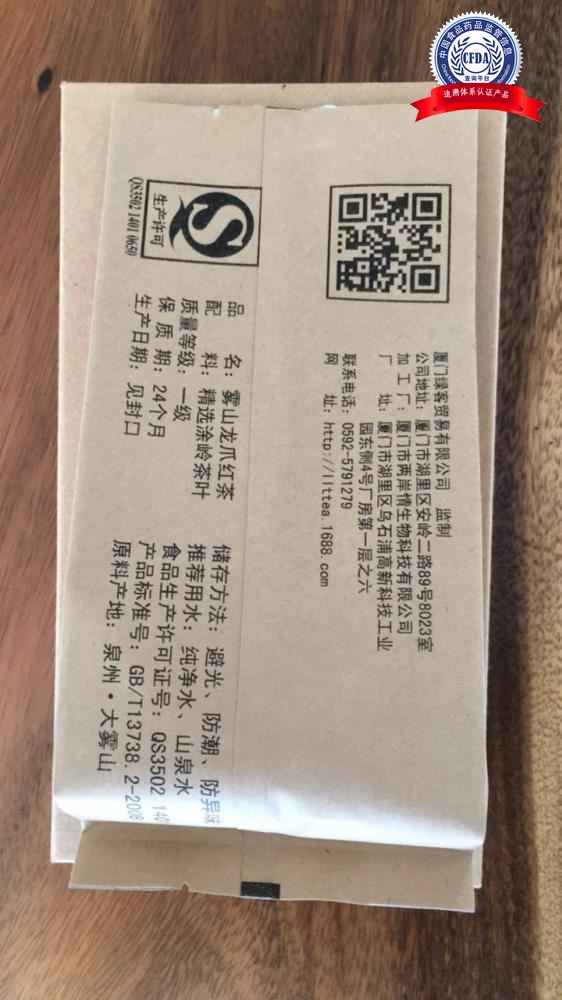 中国食品药品监管信息
CFDA
查询平台
追溯体系认证产品
厦门绿客贸易有限公司 监制
公司地址:厦门市湖里区安岭二路89号8023室
加工厂:厦门市两岸情生物科技有限公司
厂址:厦门市湖里区乌石浦高新科技工业
园东侧4号厂房第一层之六
联系电话:0592-5791279
网址:http://llttea.1688.com
生产许可
QS3502 1401 0650
品名:雾山龙爪红茶
配料:精选涂岭茶叶
质量等级:一级
保质期:24个月
生产日期:见封口
储存方法:避光、防潮、防异味
推荐用水:纯净水、山泉水
食品生产许可证号:QS3502 140
产品标准号:GB/T13738.2-2008
原料产地:泉州·大雾山